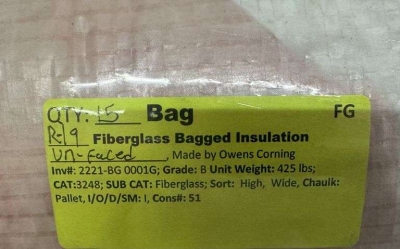 QTY: 15 Bag FG
R-19 Fiberglass Bagged Insulation
Un-faced, Made by Owens Corning
Inv#: 2221-BG 0001G; Grade: B Unit Weight: 425 lbs;
CAT:3248; SUB CAT: Fiberglass; Sort: High, Wide, Chaulk:
Pallet, I/O/D/SM: I, Cons#: 51